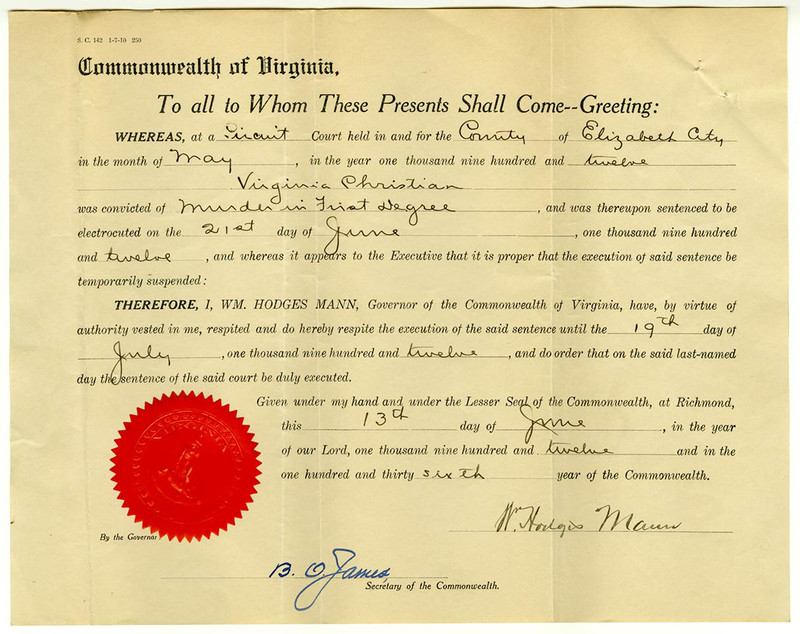 S. C. 142 1-7-10 250
Commonwealth of Virginia,
To all to Whom These Presents Shall Come--Greeting:
WHEREAS, at a Circuit Court held in and for the County of Elizabeth City
in the month of May, in the year one thousand nine hundred and twelve
Virginia Christian
was convicted of Murder in First Degree, and was thereupon sentenced to be
electrocuted on the 21st day of June, one thousand nine hundred
and twelve, and whereas it appears to the Executive that it is proper that the execution of said sentence be
temporarily suspended:
THEREFORE, I, WM. HODGES MANN, Governor of the Commonwealth of Virginia, have, by virtue of
authority vested in me, respited and do hereby respite the execution of the said sentence until the 19th day of
July, one thousand nine hundred and twelve, and do order that on the said last-named
day the sentence of the said court be duly executed.
Given under my hand and under the Lesser Seal of the Commonwealth, at Richmond,
this 13th day of June, in the year
of our Lord, one thousand nine hundred and twelve and in the
one hundred and thirty sixth year of the Commonwealth.
Wm Hodges Mann
By the Governor
B. O. James,
Secretary of the Commonwealth.